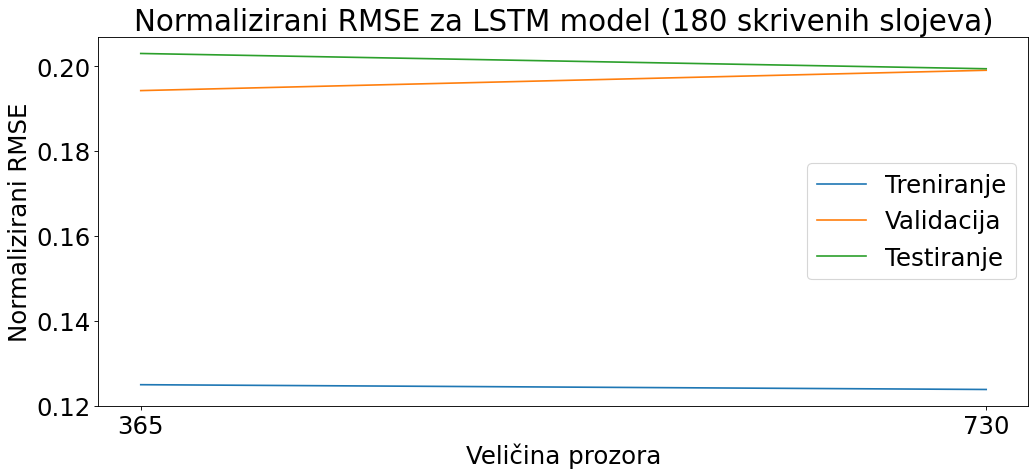 Normalizirani RMSE za LSTM model (180 skrivenih slojeva)
Normalizirani RMSE
0.20
0.18
0.16
0.14
0.12
Treniranje
Validacija
Testiranje
365
730
Veličina prozora